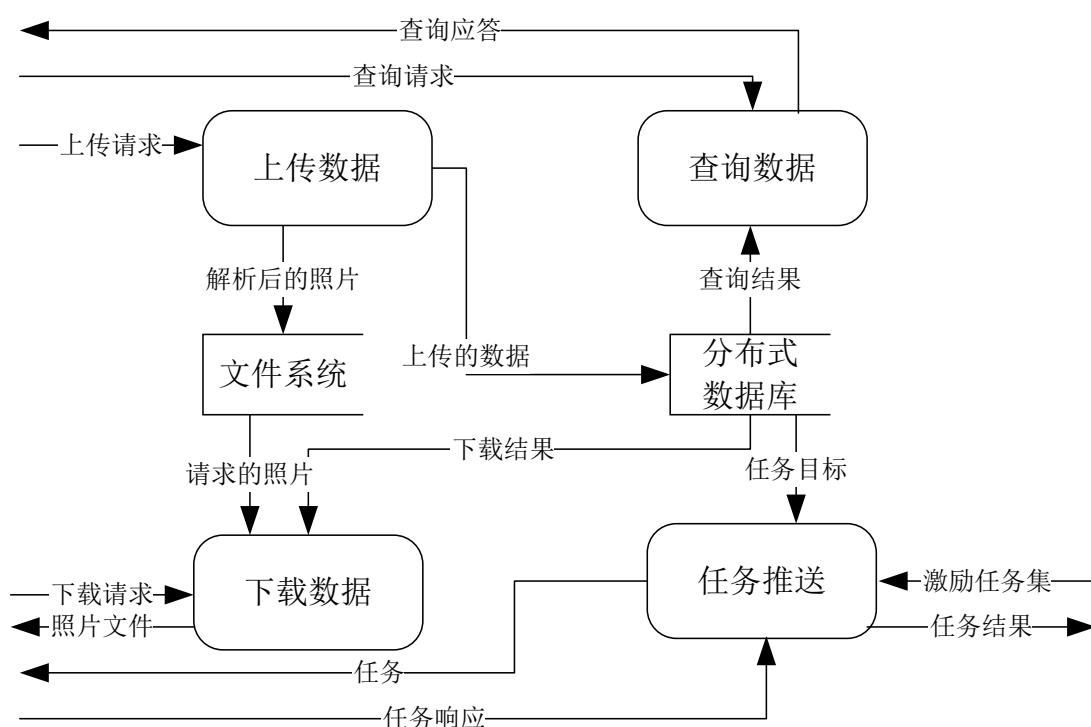 查询应答
查询请求
上传请求
上传数据
查询数据
解析后的照片
查询结果
文件系统
上传的数据
分布式
数据库
下载结果
请求的照片
任务目标
下载请求
下载数据
任务推送
激励任务集
照片文件
任务结果
任务
任务响应